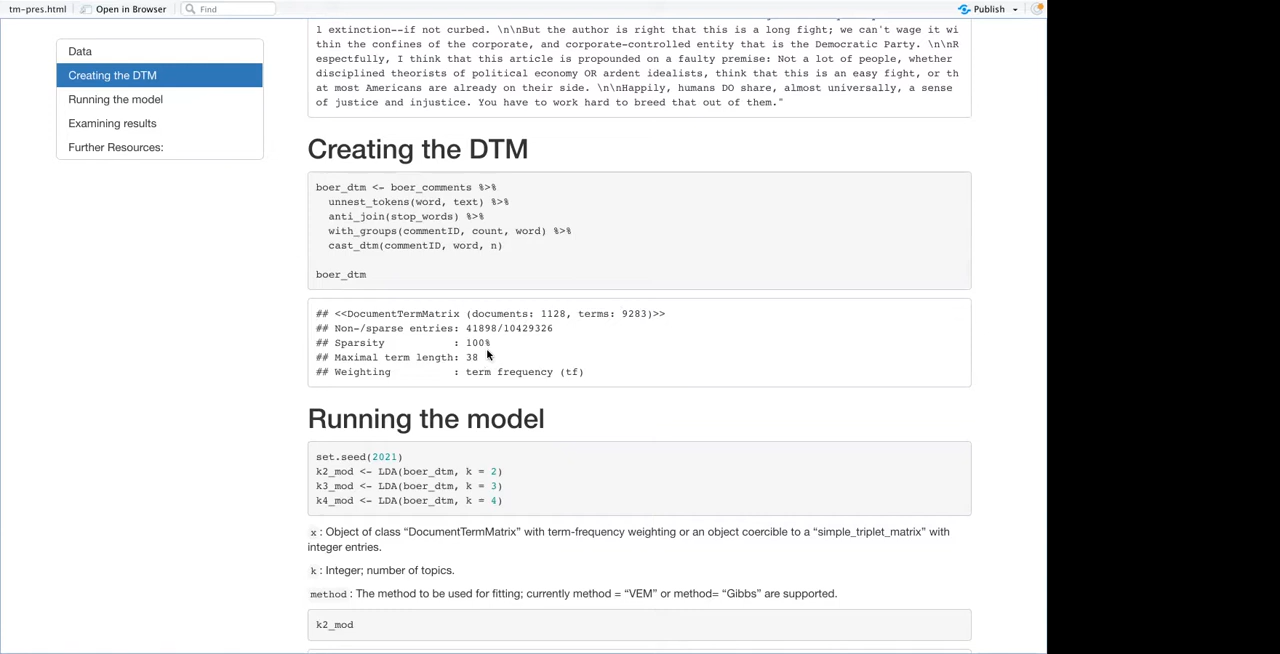 tm-pres.html
Open in Browser
Find
Publish
Data
Creating the DTM
Running the model
Examining results
Further Resources:
l extinction--if not curbed. \n\nBut the author is right that this is a long fight; we can't wage it wi
thin the confines of the corporate, and corporate-controlled entity that is the Democratic Party. \n\nR
espectfully, I think that this article is propounded on a faulty premise: Not a lot of people, whether
disciplined theorists of political economy OR ardent idealists, think that this is an easy fight, or th
at most Americans are already on their side. \n\nHappily, humans DO share, almost universally, a sense
of justice and injustice. You have to work hard to breed that out of them."
Creating the DTM
boer_dtm <- boer_comments %>%
unnest_tokens(word, text) %>%
anti_join(stop_words) %>%
with_groups(commentID, count, word) %>%
cast_dtm(commentID, word, n)
boer_dtm
## <<DocumentTermMatrix (documents: 1128, terms: 9283)>>
## Non-/sparse entries: 41898/10429326
## Sparsity           : 100%
## Maximal term length: 38
## Weighting          : term frequency (tf)
Running the model
set.seed(2021)
k2_mod <- LDA(boer_dtm, k = 2)
k3_mod <- LDA(boer_dtm, k = 3)
k4_mod <- LDA(boer_dtm, k = 4)
x : Object of class “DocumentTermMatrix” with term-frequency weighting or an object coercible to a “simple_triplet_matrix” with
integer entries.
k : Integer; number of topics.
method : The method to be used for fitting; currently method = “VEM” or method= “Gibbs” are supported.
k2_mod